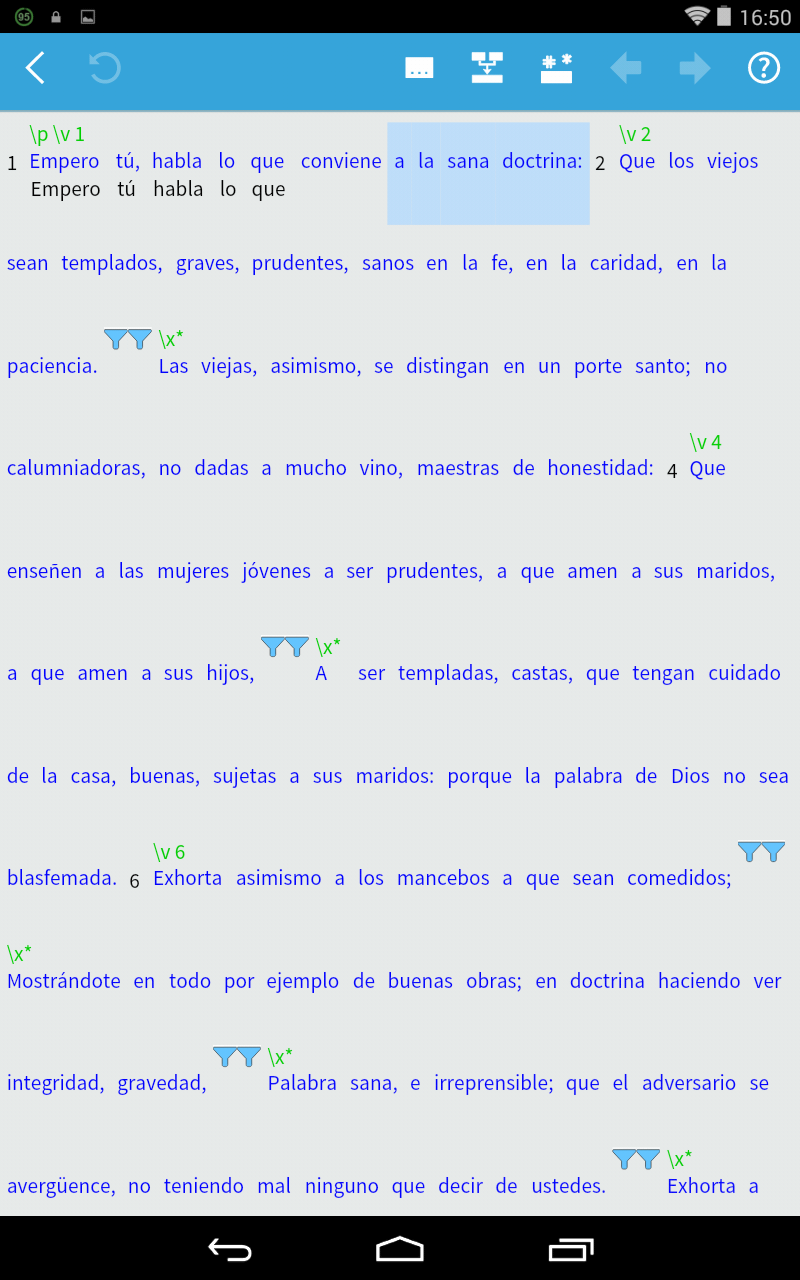 95 16:50
... # * ?
\p \v 1 \v 2
1 Empero tú, habla lo que conviene a la sana doctrina: 2 Que los viejos
Empero tú habla lo que
sean templados, graves, prudentes, sanos en la fe, en la caridad, en la
\x*
paciencia. Las viejas, asimismo, se distingan en un porte santo; no
\v 4
calumniadoras, no dadas a mucho vino, maestras de honestidad: 4 Que
enseñen a las mujeres jóvenes a ser prudentes, a que amen a sus maridos,
\x*
a que amen a sus hijos, A ser templadas, castas, que tengan cuidado
de la casa, buenas, sujetas a sus maridos: porque la palabra de Dios no sea
\v 6
blasfemada. 6 Exhorta asimismo a los mancebos a que sean comedidos;
\x*
Mostrándote en todo por ejemplo de buenas obras; en doctrina haciendo ver
\x*
integridad, gravedad, Palabra sana, e irreprensible; que el adversario se
\x*
avergüence, no teniendo mal ninguno que decir de ustedes. Exhorta a